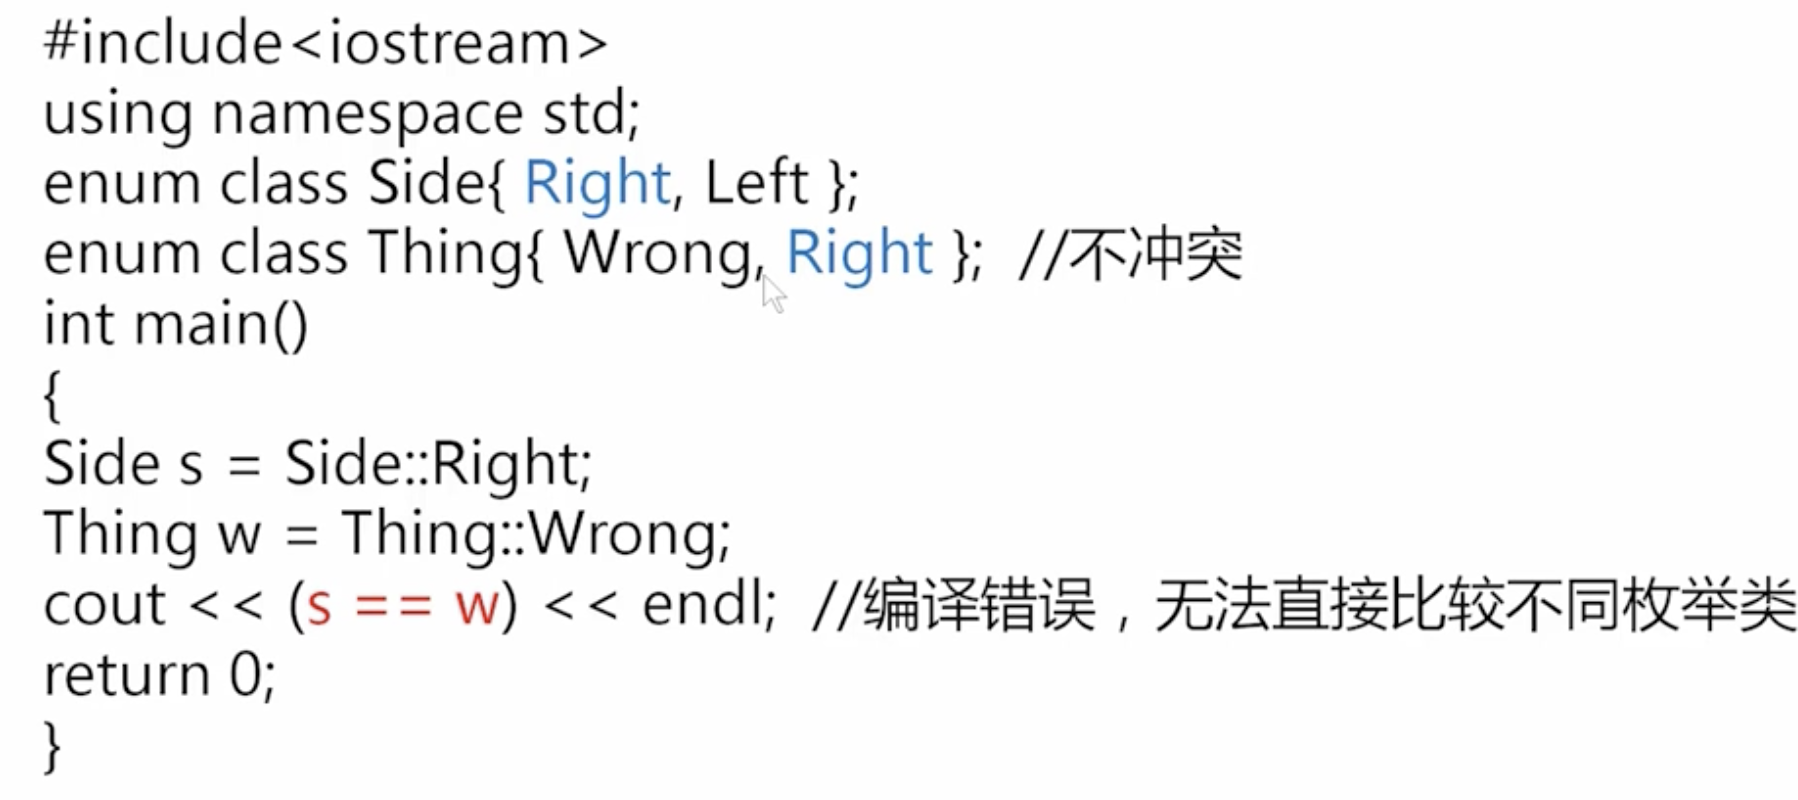 #include<iostream>
using namespace std;
enum class Side{ Right, Left };
enum class Thing{ Wrong, Right };  //不冲突
int main()
{
Side s = Side::Right;
Thing w = Thing::Wrong;
cout << (s == w) << endl;  //编译错误，无法直接比较不同枚举类
return 0;
}